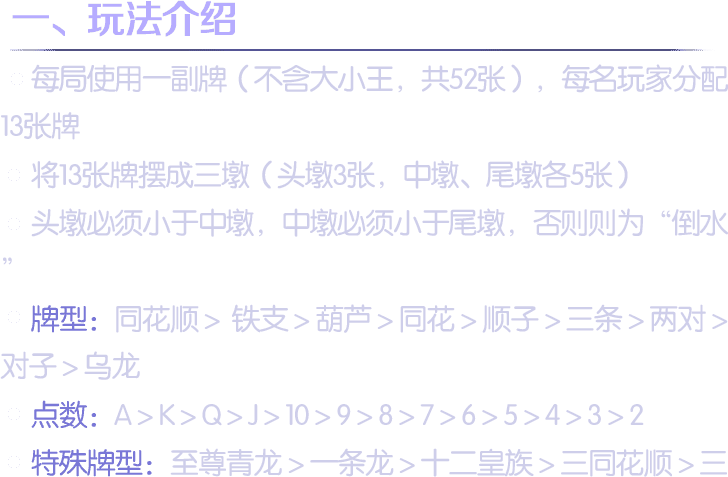 一、玩法介绍
每局使用一副牌（不含大小王，共52张），每名玩家分配
13张牌
将13张牌摆成三墩（头墩3张，中墩、尾墩各5张）
头墩必须小于中墩，中墩必须小于尾墩，否则则为“倒水
”
牌型：同花顺＞ 铁支＞葫芦＞同花＞顺子＞三条＞两对＞
对子＞乌龙
点数：A＞K＞Q＞J＞10＞9＞8＞7＞6＞5＞4＞3＞2
特殊牌型：至尊青龙＞一条龙＞十二皇族＞三同花顺＞三